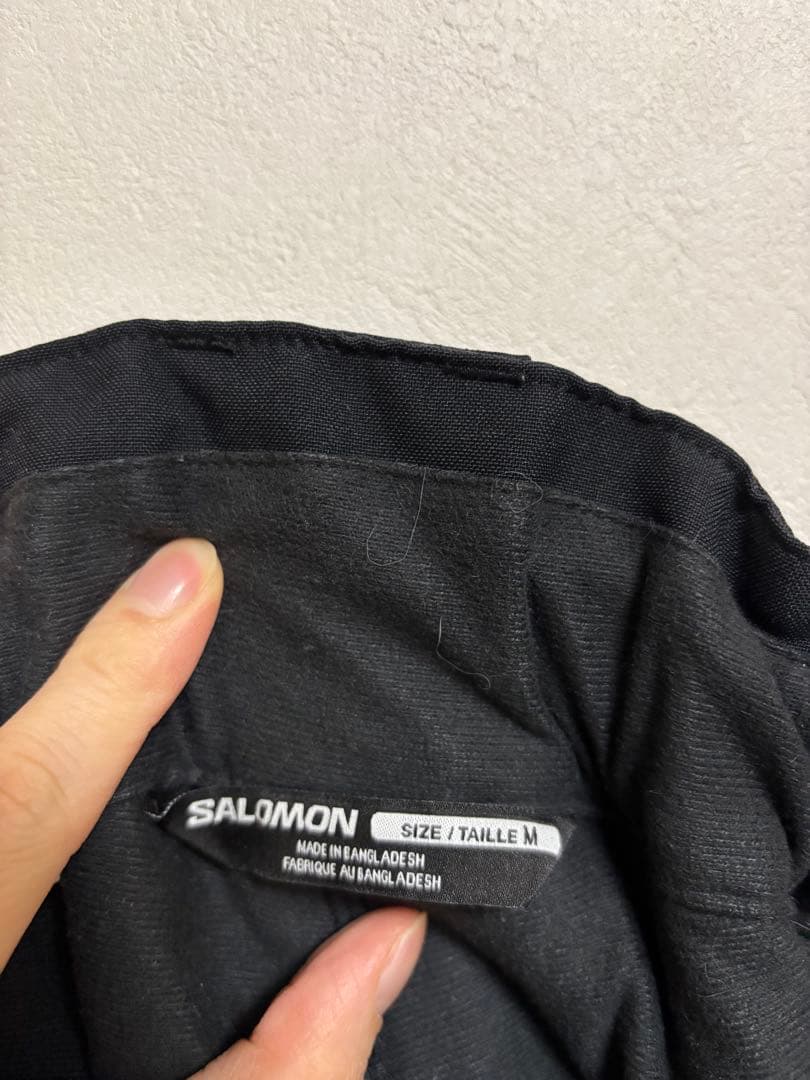 SALOMON SIZE / TAILLE M
MADE IN BANGLADESH
FABRIQUE AU BANGLADESH